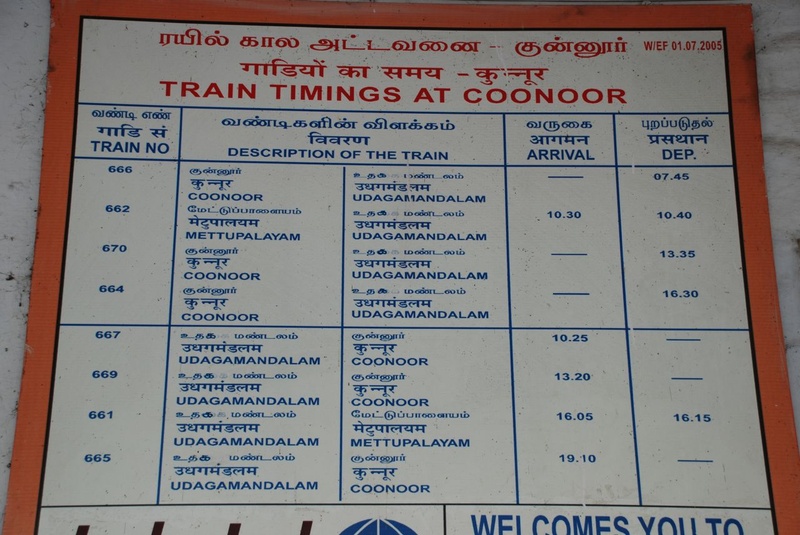 ரயில் கால அட்டவணை - குன்னூர் W/EF 01.07.2005
गाडियों का समय - कुन्नूर
TRAIN TIMINGS AT COONOOR
வண்டி எண் வண்டிகளின் விளக்கம் வருகை புறப்படுதல்
गाडि सं विवरण आगमन प्रस्थान
TRAIN NO DESCRIPTION OF THE TRAIN ARRIVAL DEP.
666 குன்னூர் உதக மண்டலம் — 07.45
कुन्नूर उधगमंडलम
COONOOR UDAGAMANDALAM
662 மேட்டுப்பாளையம் உதக மண்டலம் 10.30 10.40
मेटुपालयम उधगमंडलम
METTUPALAYAM UDAGAMANDALAM
670 குன்னூர் உதக மண்டலம் — 13.35
कुन्नूर उधगमंडलम
COONOOR UDAGAMANDALAM
664 குன்னூர் உதக மண்டலம் — 16.30
कुन्नूर उधगमंडलम
COONOOR UDAGAMANDALAM
667 உதக மண்டலம் குன்னூர் 10.25 —
उधगमंडलम कुन्नूर
UDAGAMANDALAM COONOOR
669 உதக மண்டலம் குன்னூர் 13.20 —
उधगमंडलम कुन्नूर
UDAGAMANDALAM COONOOR
661 உதக மண்டலம் மேட்டுப்பாளையம் 16.05 16.15
उधगमंडलम मेटुपालयम
UDAGAMANDALAM METTUPALAYAM
665 உதக மண்டலம் குன்னூர் 19.10 —
उधगमंडलम कुन्नूर
UDAGAMANDALAM COONOOR
WELCOMES YOU TO